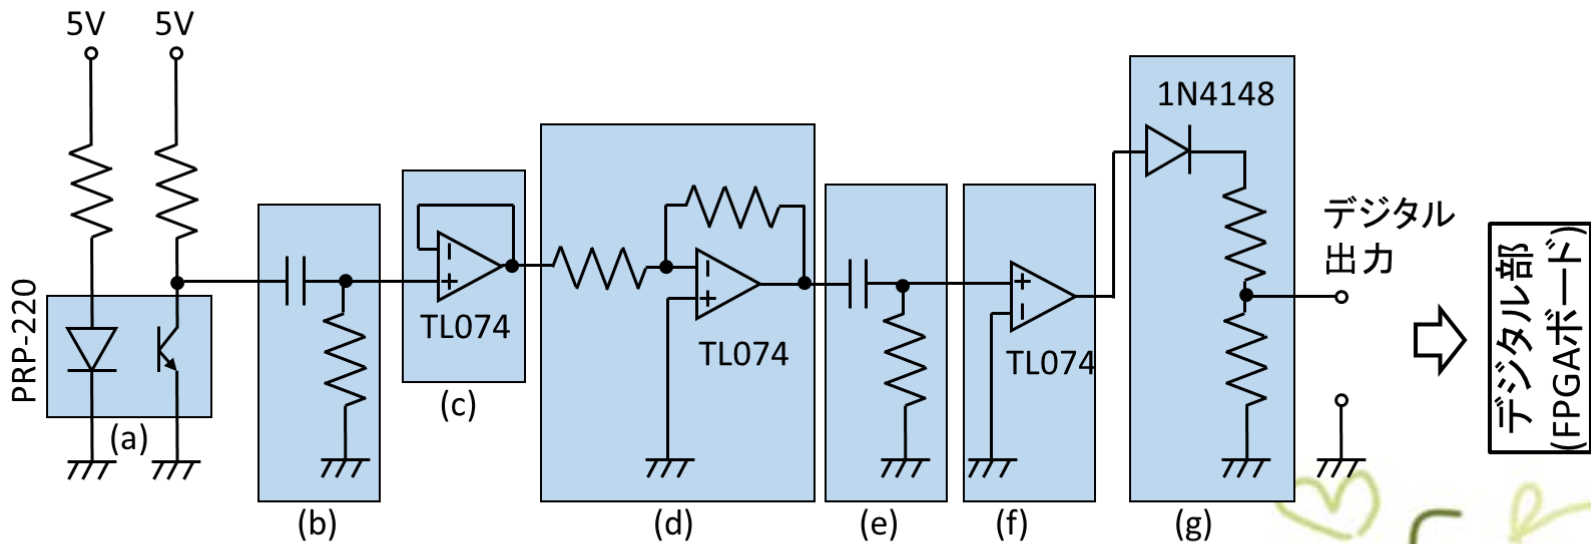 5V
5V
PRP-220
(a)
(b)
TL074
(c)
TL074
(d)
(e)
TL074
(f)
1N4148
(g)
デジタル
出力
デジタル部
(FPGAボード)